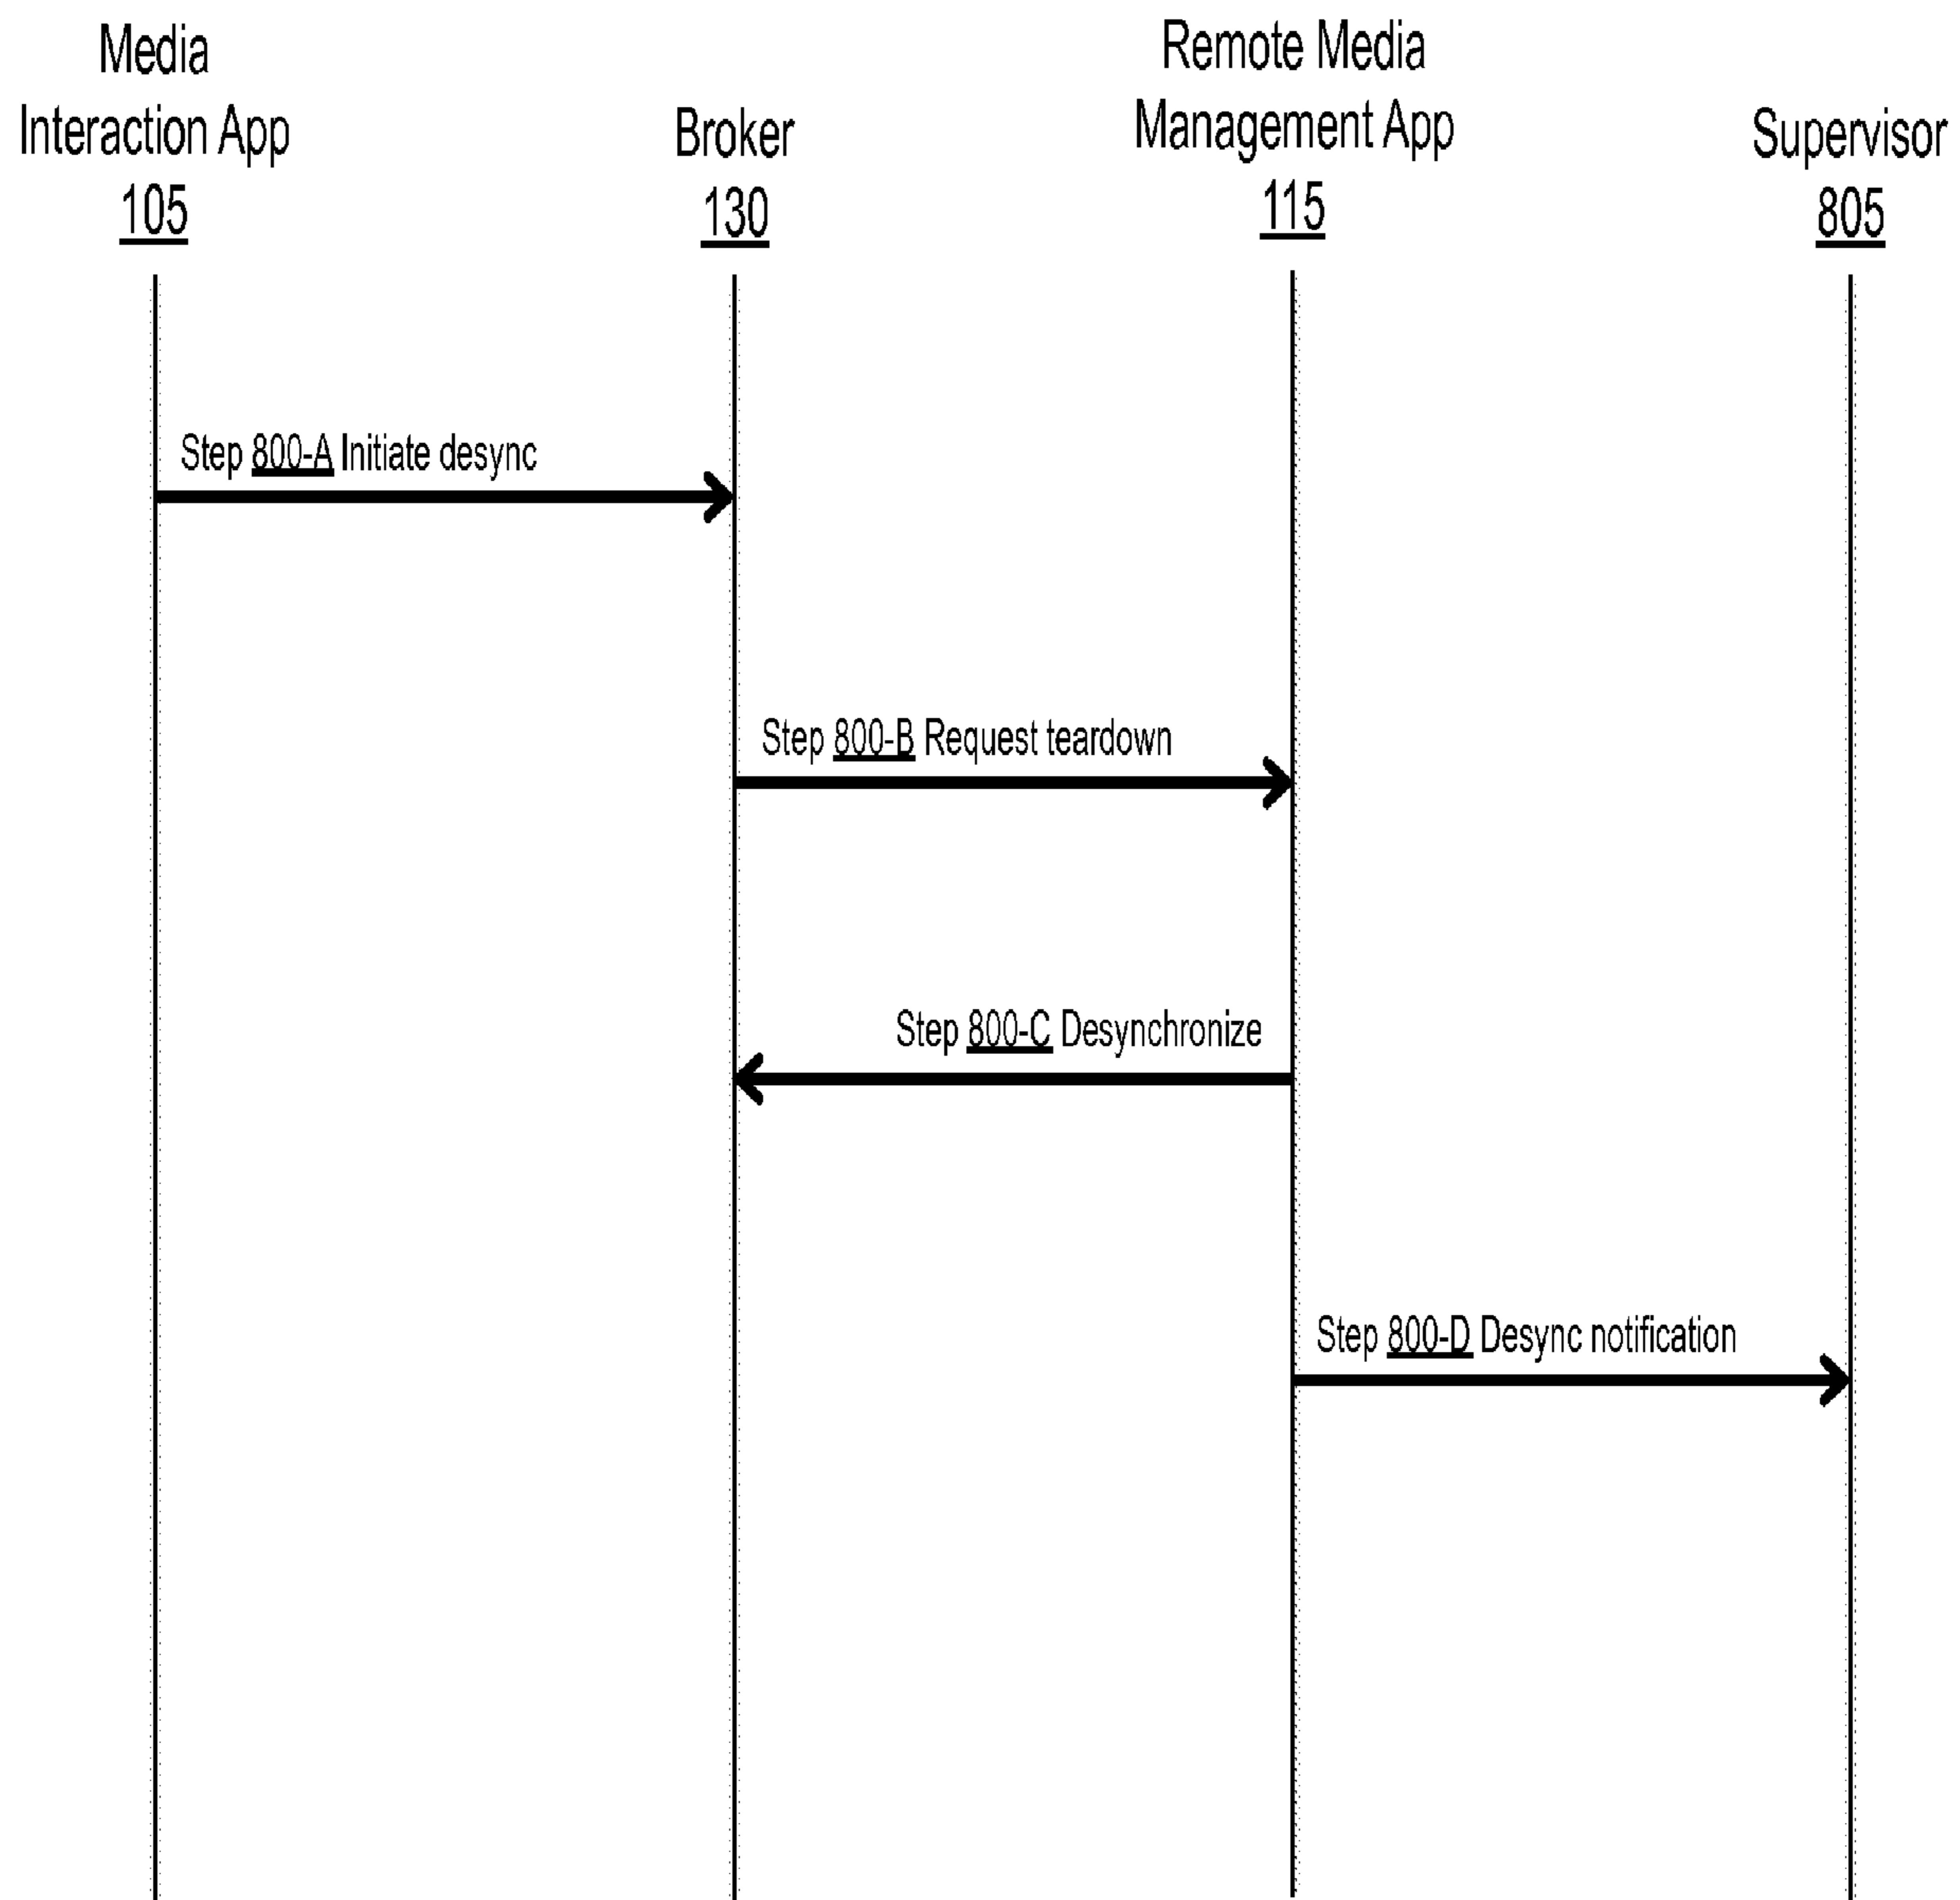 Media
Interaction App
105
Broker
130
Remote Media
Management App
115
Supervisor
805
Step 800-A Initiate desync
Step 800-B Request teardown
Step 800-C Desynchronize
Step 800-D Desync notification